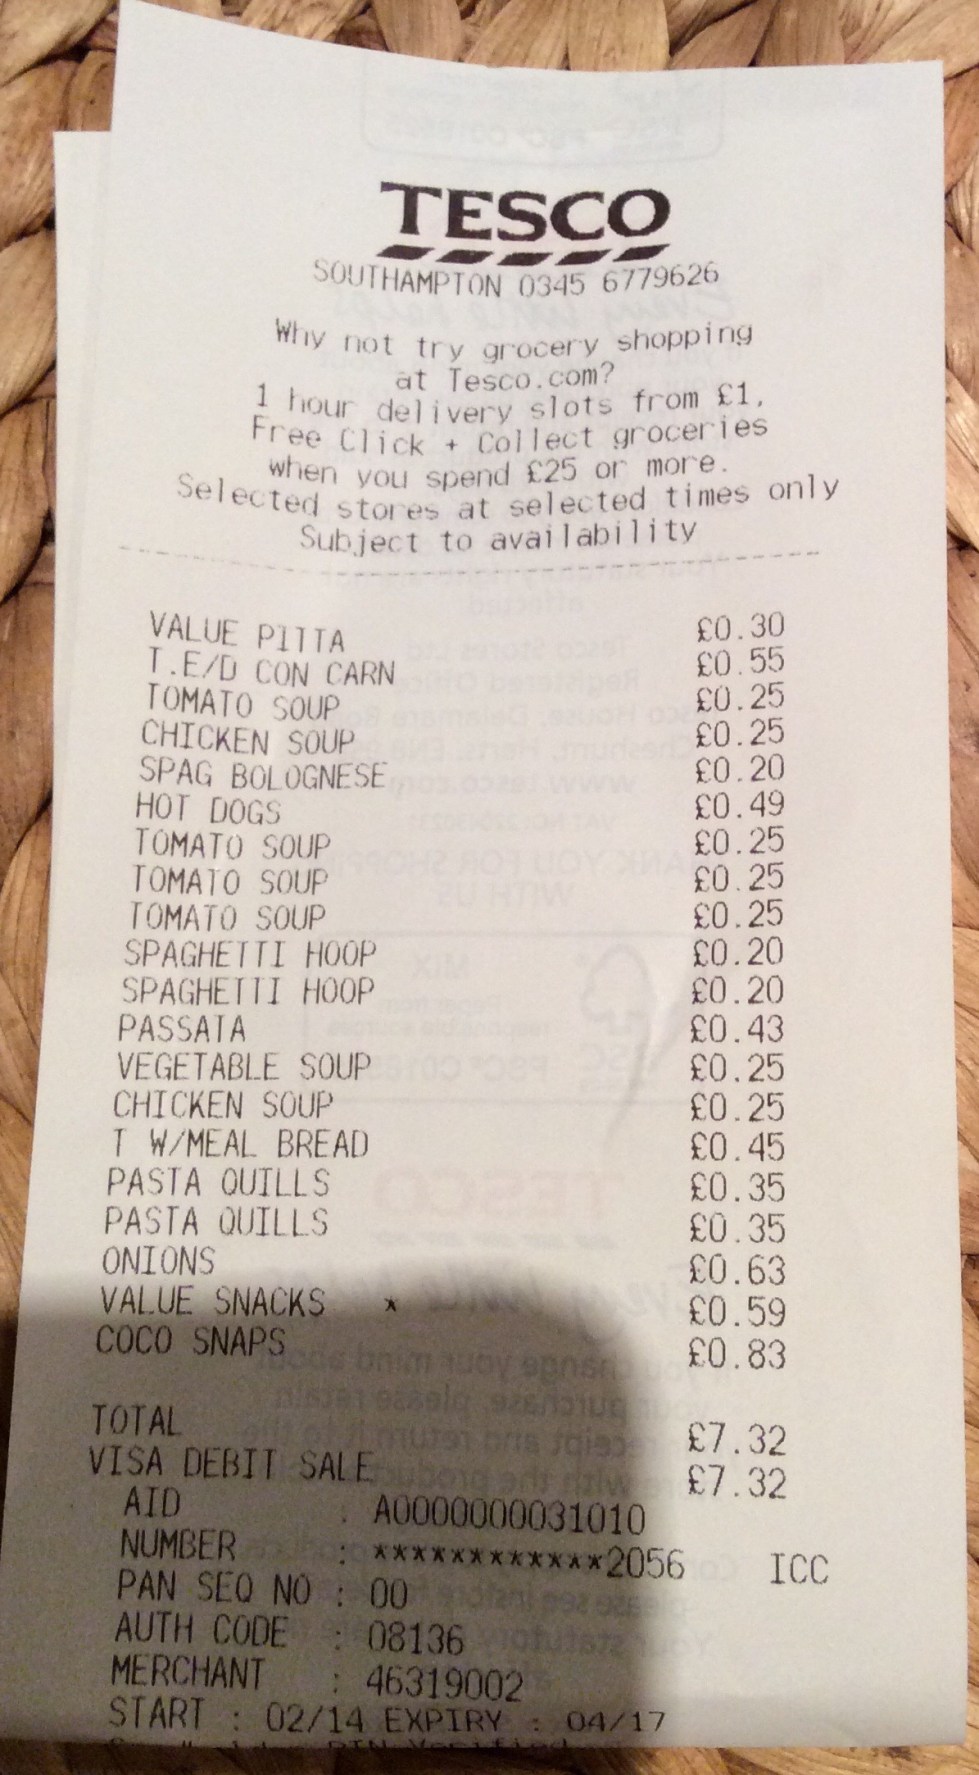 TESCO
SOUTHAMPTON 0345 6779626
Why not try grocery shopping
at Tesco.com?
1 hour delivery slots from £1,
Free Click + Collect groceries
when you spend £25 or more.
Selected stores at selected times only
Subject to availability
VALUE PITTA £0.30
T.E/D CON CARN £0.55
TOMATO SOUP £0.25
CHICKEN SOUP £0.25
SPAG BOLOGNESE £0.20
HOT DOGS £0.49
TOMATO SOUP £0.25
TOMATO SOUP £0.25
TOMATO SOUP £0.25
SPAGHETTI HOOP £0.20
SPAGHETTI HOOP £0.20
PASSATA £0.43
VEGETABLE SOUP £0.25
CHICKEN SOUP £0.25
T W/MEAL BREAD £0.45
PASTA QUILLS £0.35
PASTA QUILLS £0.35
ONIONS £0.63
VALUE SNACKS * £0.59
COCO SNAPS £0.83
TOTAL £7.32
VISA DEBIT SALE £7.32
AID : A0000000031010
NUMBER : ************2056 ICC
PAN SEQ NO : 00
AUTH CODE : 08136
MERCHANT : 46319002
START : 02/14 EXPIRY : 04/17